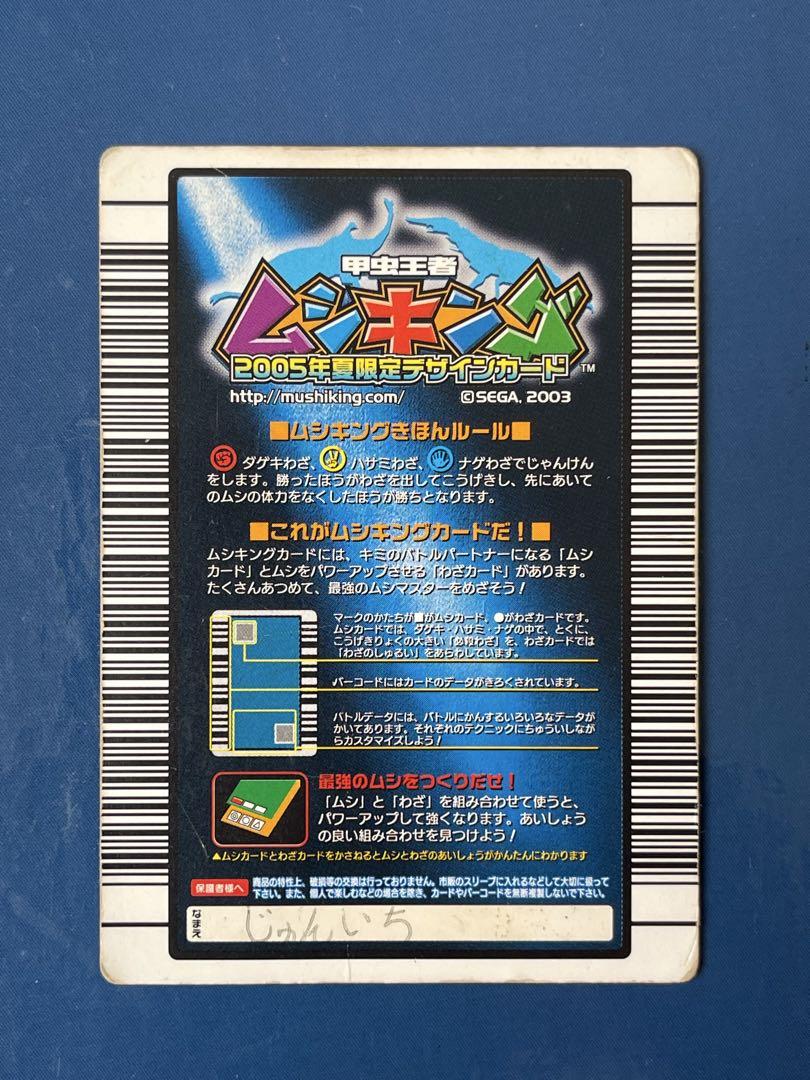 甲虫王者
ムシキング
2005年夏限定デザインカード ™
http://mushiking.com/ ©SEGA, 2003
■ムシキングきほんルール■
ダゲキわざ、ハサミわざ、ナゲわざでじゃんけん
をします。勝ったほうがわざを出してこうげきし、先にあいて
のムシの体力をなくしたほうが勝ちとなります。
■これがムシキングカードだ！■
ムシキングカードには、キミのバトルパートナーになる「ムシ
カード」とムシをパワーアップさせる「わざカード」があります。
たくさんあつめて、最強のムシマスターをめざそう！
マークのかたちが■がムシカード、●がわざカードです。
ムシカードでは、ダゲキ・ハサミ・ナゲの中で、とくに、
こうげきりょくの大きい「必殺わざ」を、わざカードでは
「わざのしゅるい」をあらわしています。
バーコードにはカードのデータがきろくされています。
バトルデータには、バトルにかんするいろいろなデータが
かいてあります。それぞれのテクニックにちゅういしなが
らカスタマイズしよう！
最強のムシをつくりだせ！
「ムシ」と「わざ」を組み合わせて使うと、
パワーアップして強くなります。あいしょう
の良い組み合わせを見つけよう！
▲ムシカードとわざカードをかさねるとムシとわざのあいしょうがかんたんにわかります
保護者様へ
商品の特性上、破損等の交換は行っておりません。市販のスリーブに入れるなどして大切に扱って
下さい。また、個人で楽しむなどの場合を除き、カードやバーコードを無断複製しないで下さい。
なまえ じゅんいち